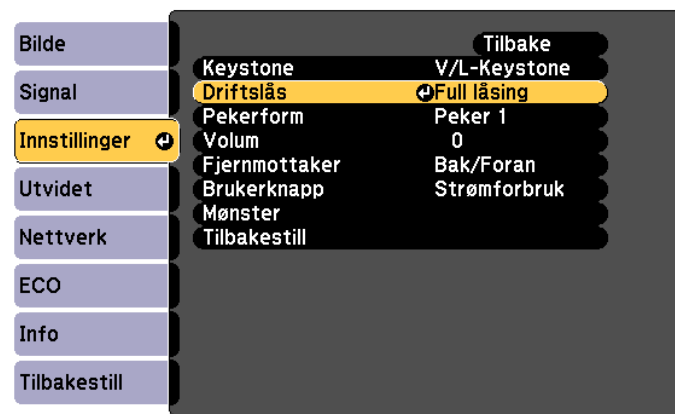 Bilde
Signal
Innstillinger
Utvidet
Nettverk
ECO
Info
Tilbakestill
Tilbake
Keystone V/L-Keystone
Driftslås Full låsing
Pekerform Peker 1
Volum 0
Fjernmottaker Bak/Foran
Brukerknapp Strømforbruk
Mønster
Tilbakestill